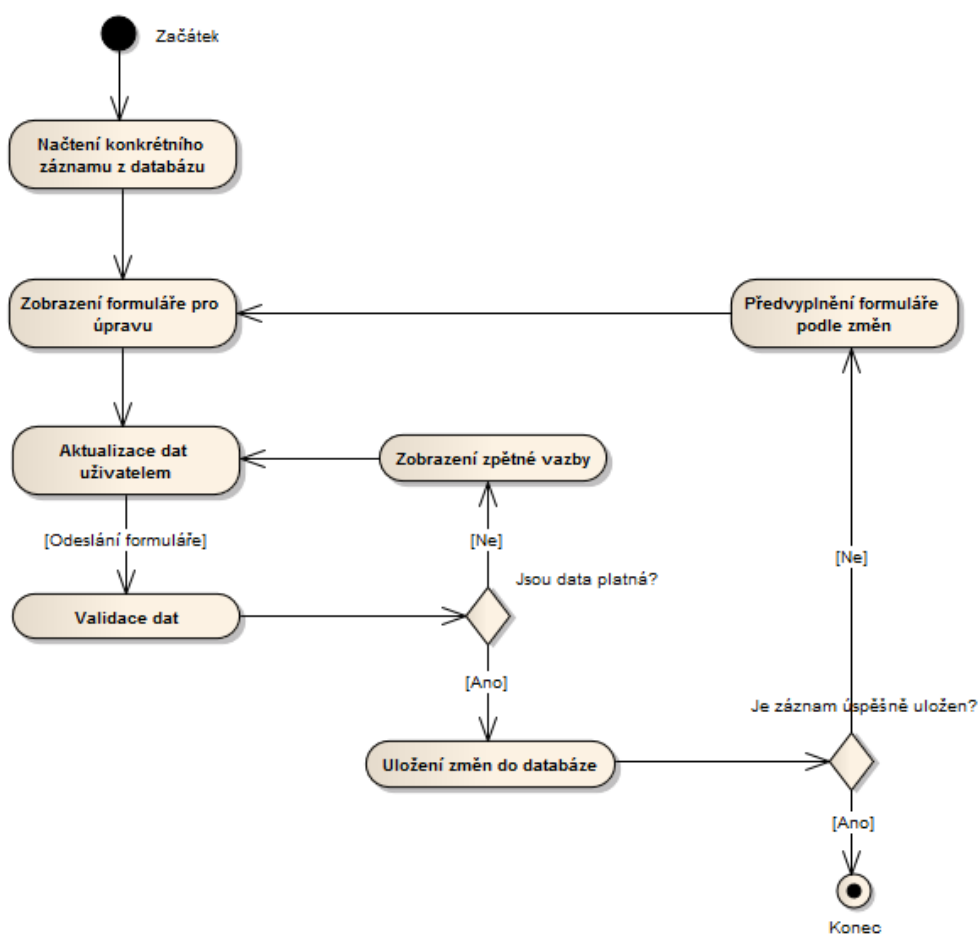 Začátek
Načtení konkrétního
záznamu z databázu
Zobrazení formuláře pro
úpravu
Předvyplnění formuláře
podle změn
Aktualizace dat
uživatelem
Zobrazení zpětné vazby
[Odeslání formuláře]
[Ne]
[Ne]
Jsou data platná?
Validace dat
[Ano]
Je záznam úspěšně uložen?
Uložení změn do databáze
[Ano]
Konec